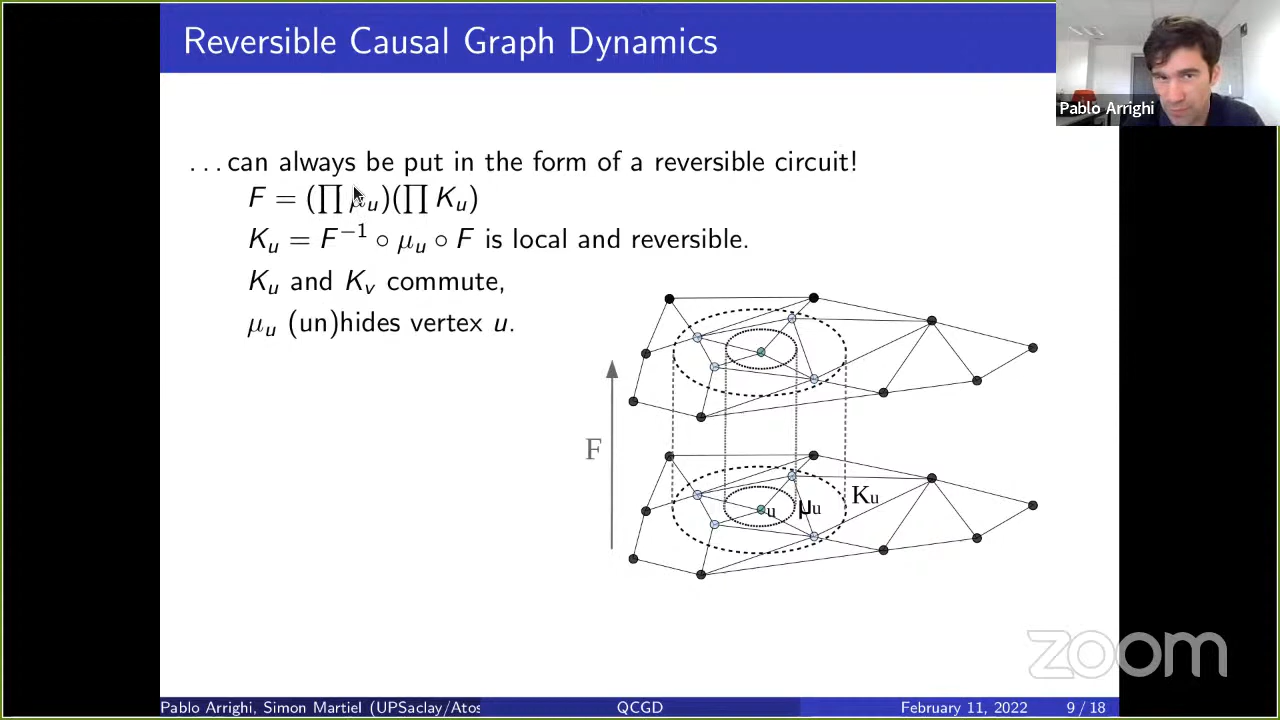 Reversible Causal Graph Dynamics
Pablo Arrighi
. . . can always be put in the form of a reversible circuit!
F = (∏ μᵤ)(∏ Kᵤ)
Kᵤ = F⁻¹ ∘ μᵤ ∘ F is local and reversible.
Kᵤ and Kᵥ commute,
μᵤ (un)hides vertex u.
F
u
μu
Ku
zoom
Pablo Arrighi, Simon Martiel (UPSaclay/Atos
QCGD
February 11, 2022
9 / 18